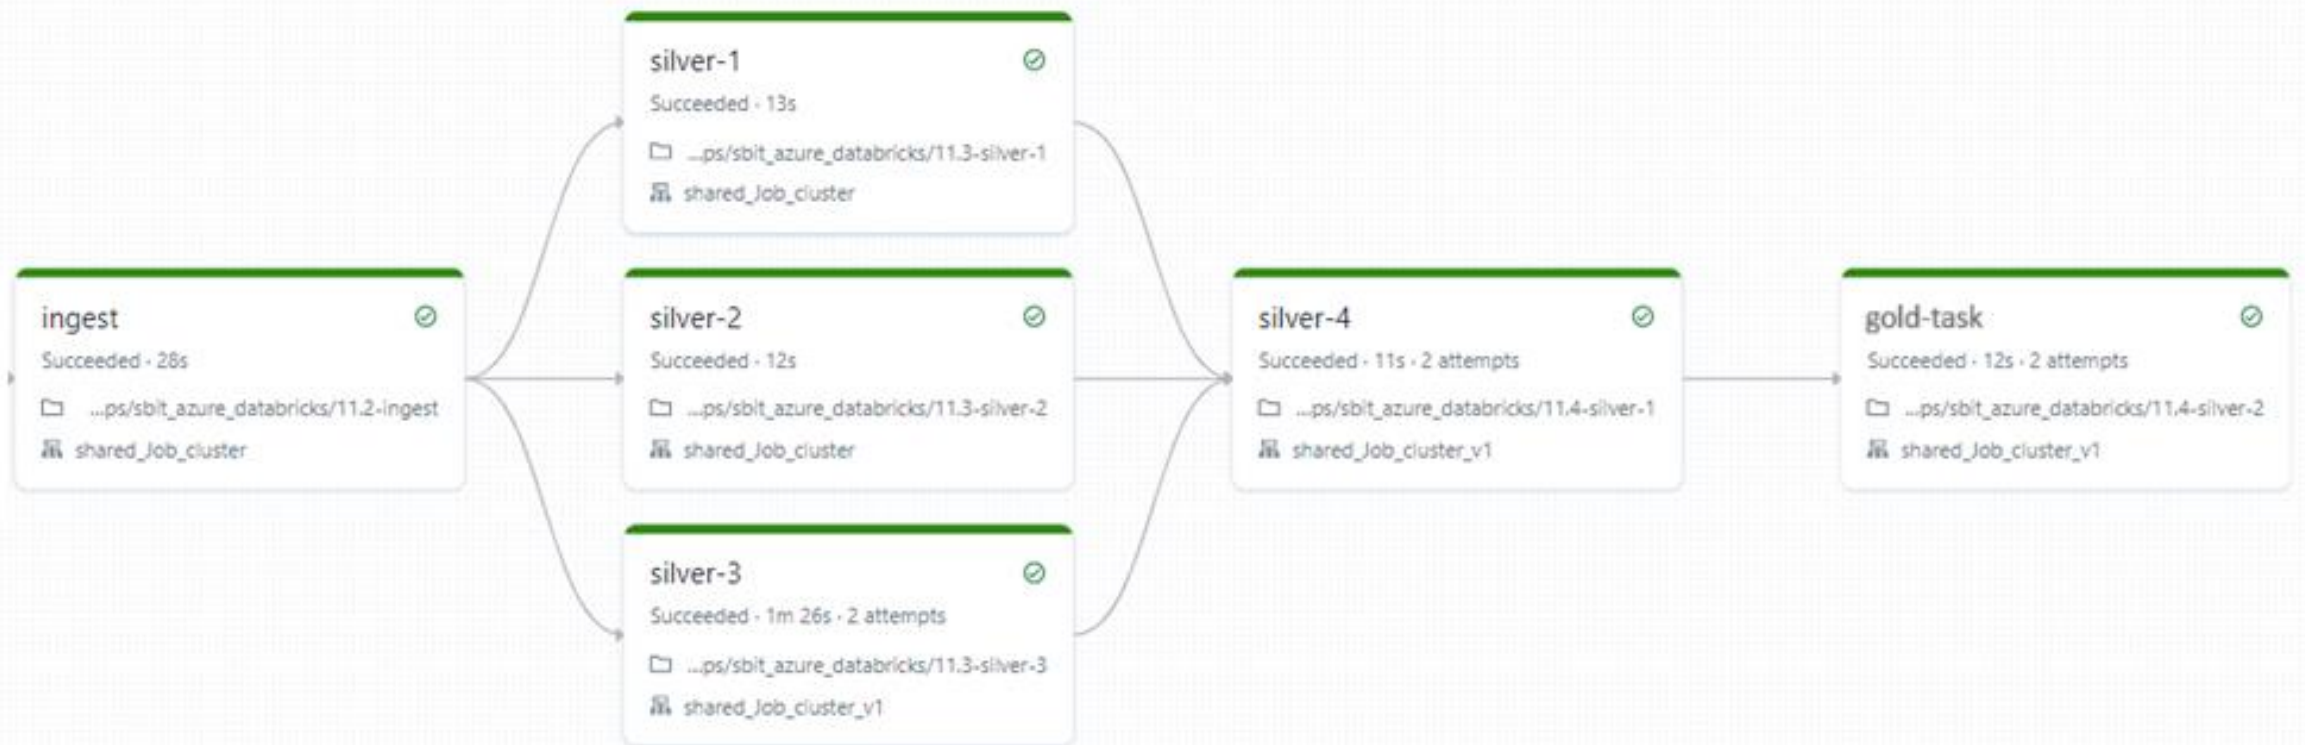 silver-1
Succeeded · 13s
...ps/sbit_azure_databricks/11.3-silver-1
shared_Job_cluster
ingest
Succeeded · 28s
...ps/sbit_azure_databricks/11.2-ingest
shared_Job_cluster
silver-2
Succeeded · 12s
...ps/sbit_azure_databricks/11.3-silver-2
shared_Job_cluster
silver-3
Succeeded · 1m 26s · 2 attempts
...ps/sbit_azure_databricks/11.3-silver-3
shared_Job_cluster_v1
silver-4
Succeeded · 11s · 2 attempts
...ps/sbit_azure_databricks/11.4-silver-1
shared_Job_cluster_v1
gold-task
Succeeded · 12s · 2 attempts
...ps/sbit_azure_databricks/11.4-silver-2
shared_Job_cluster_v1